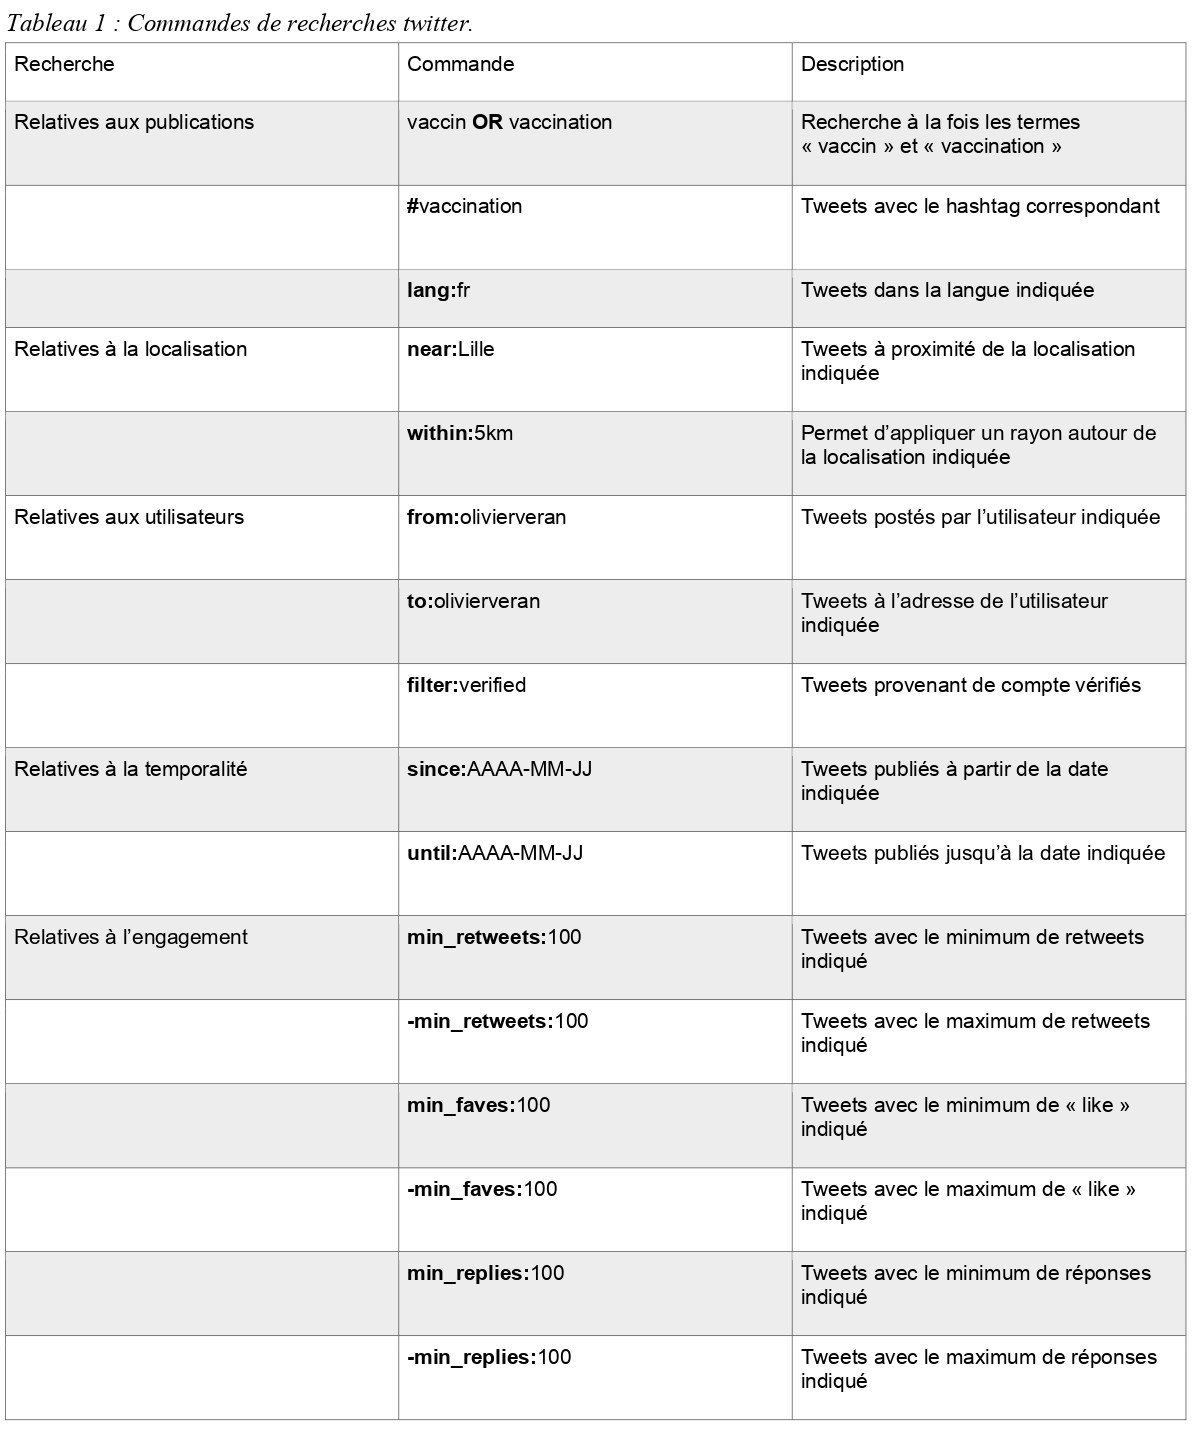 Tableau 1 : Commandes de recherches twitter.
Recherche
Commande
Description
Relatives aux publications
vaccin OR vaccination
Recherche à la fois les termes
« vaccin » et « vaccination »
#vaccination
Tweets avec le hashtag correspondant
lang:fr
Tweets dans la langue indiquée
Relatives à la localisation
near:Lille
Tweets à proximité de la localisation
indiquée
within:5km
Permet d’appliquer un rayon autour de
la localisation indiquée
Relatives aux utilisateurs
from:olivierveran
Tweets postés par l’utilisateur indiquée
to:olivierveran
Tweets à l’adresse de l’utilisateur
indiquée
filter:verified
Tweets provenant de compte vérifiés
Relatives à la temporalité
since:AAAA-MM-JJ
Tweets publiés à partir de la date
indiquée
until:AAAA-MM-JJ
Tweets publiés jusqu’à la date indiquée
Relatives à l’engagement
min_retweets:100
Tweets avec le minimum de retweets
indiqué
-min_retweets:100
Tweets avec le maximum de retweets
indiqué
min_faves:100
Tweets avec le minimum de « like »
indiqué
-min_faves:100
Tweets avec le maximum de « like »
indiqué
min_replies:100
Tweets avec le minimum de réponses
indiqué
-min_replies:100
Tweets avec le maximum de réponses
indiqué